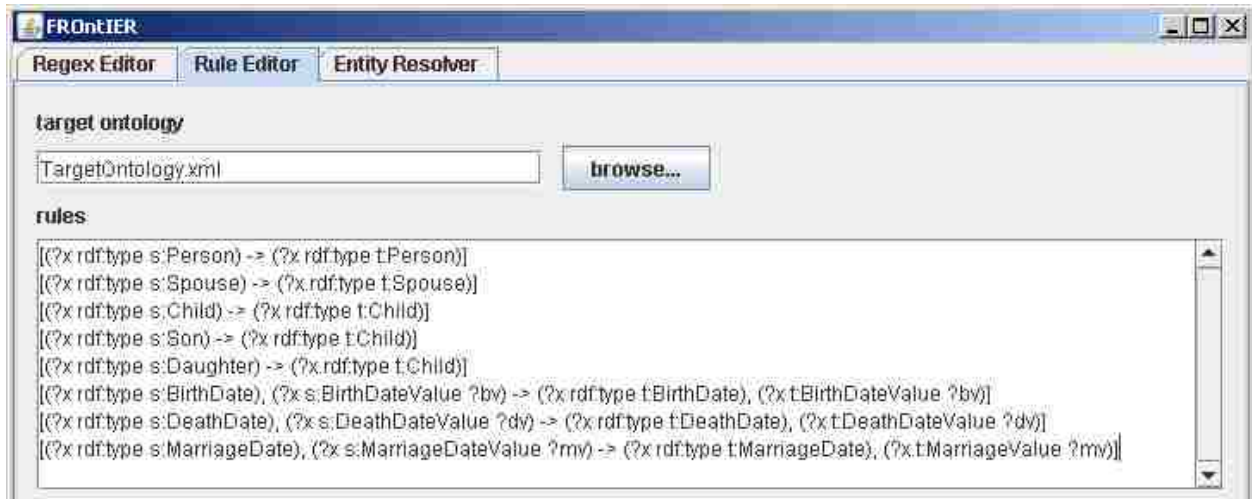 FROntIER
Regex Editor Rule Editor Entity Resolver
target ontology
TargetOntology.xml browse...
rules
[(?x rdf:type s:Person) -> (?x rdf:type t:Person)]
[(?x rdf:type s:Spouse) -> (?x rdf:type t:Spouse)]
[(?x rdf:type s:Child) -> (?x rdf:type t:Child)]
[(?x rdf:type s:Son) -> (?x rdf:type t:Child)]
[(?x rdf:type s:Daughter) -> (?x rdf:type t:Child)]
[(?x rdf:type s:BirthDate), (?x s:BirthDateValue ?bv) -> (?x rdf:type t:BirthDate), (?x t:BirthDateValue ?bv)]
[(?x rdf:type s:DeathDate), (?x s:DeathDateValue ?dv) -> (?x rdf:type t:DeathDate), (?x t:DeathDateValue ?dv)]
[(?x rdf:type s:MarriageDate), (?x s:MarriageDateValue ?mv) -> (?x rdf:type t:MarriageDate), (?x t:MarriageValue ?mv)]